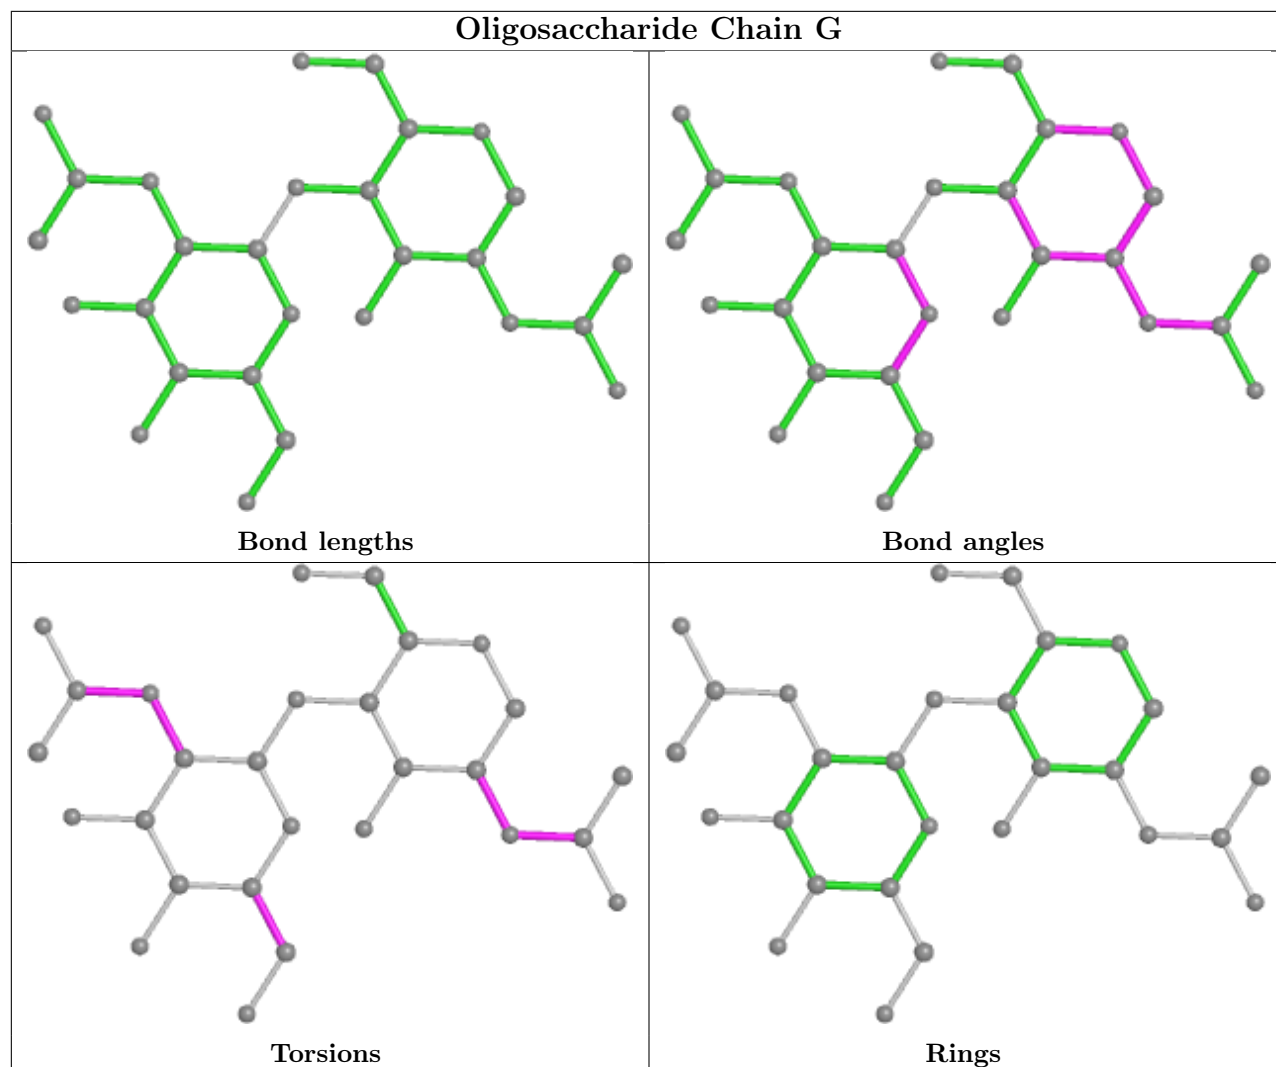 Oligosaccharide Chain G
Bond lengths
Bond angles
Torsions
Rings